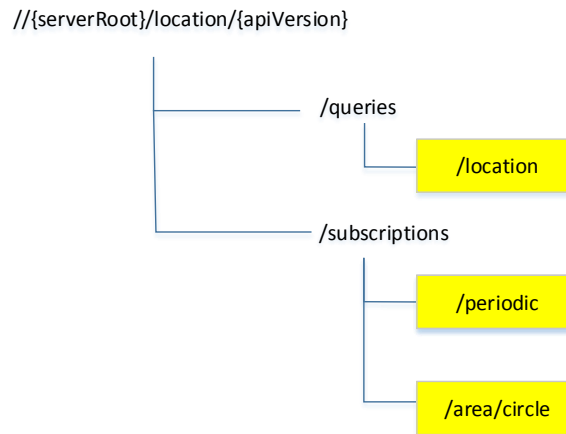 //{serverRoot}/location/{apiVersion}
/queries
/location
/subscriptions
/periodic
/area/circle